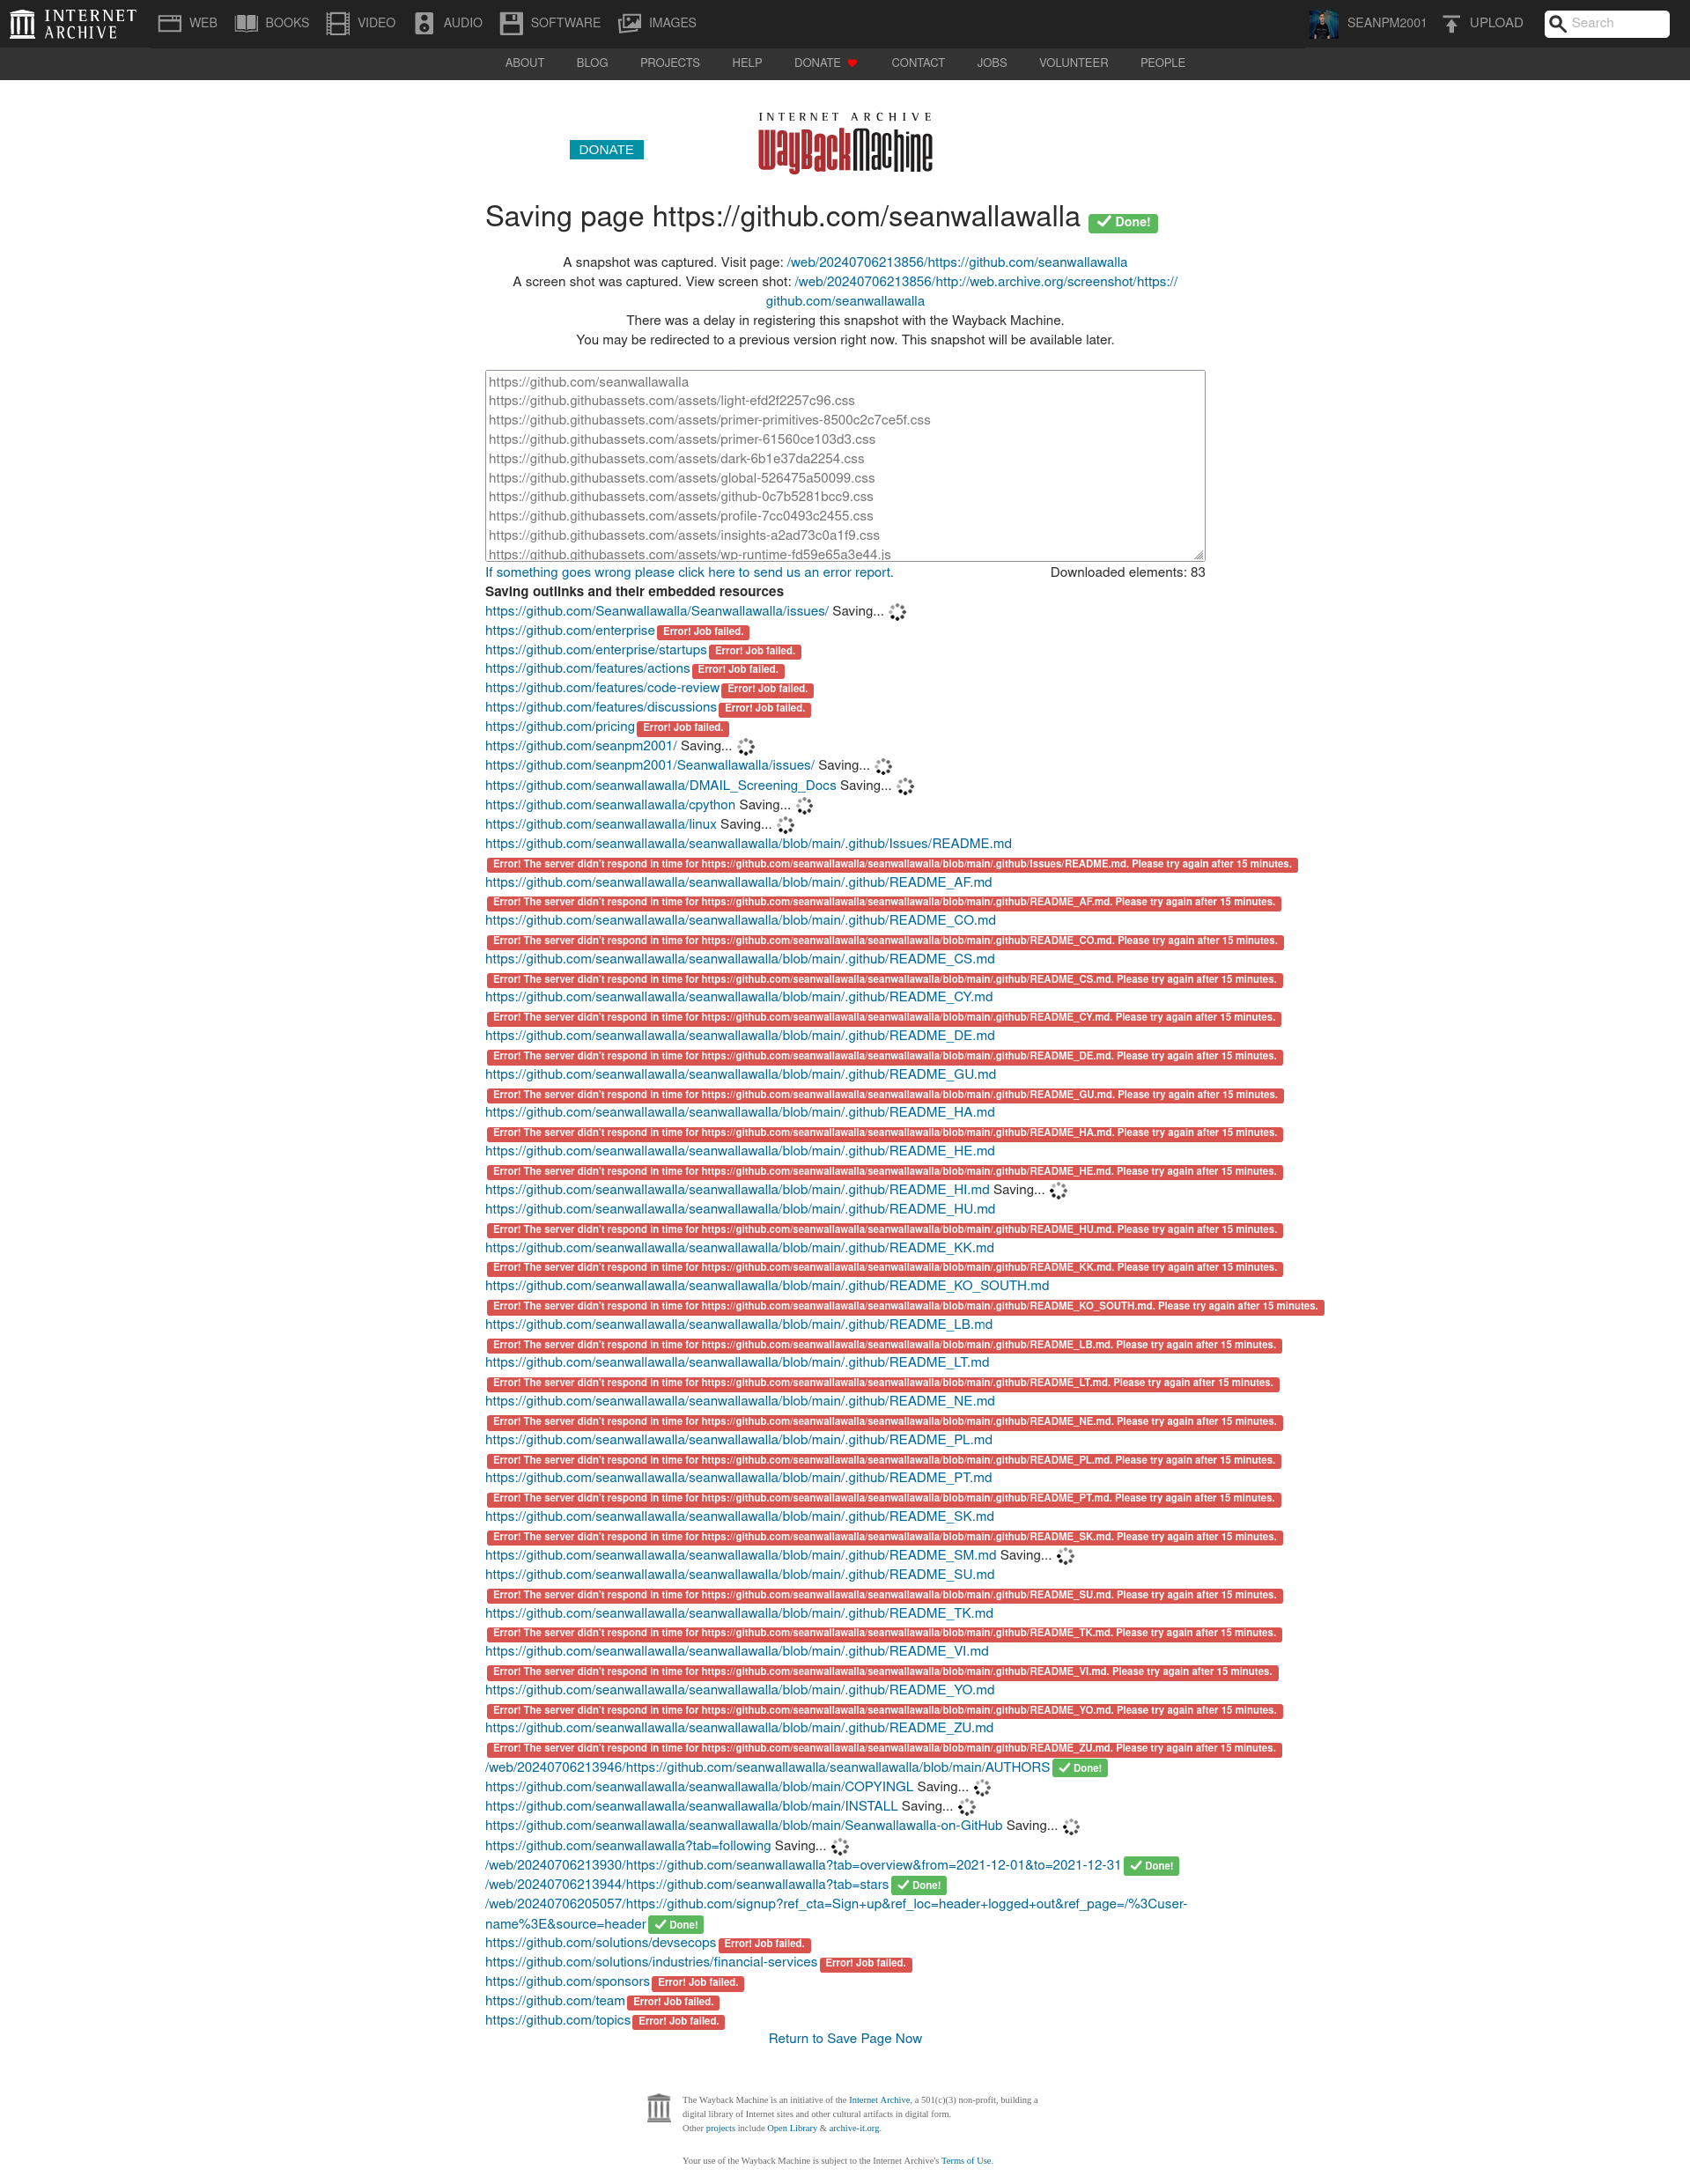 INTERNET ARCHIVE
WEB BOOKS VIDEO AUDIO SOFTWARE IMAGES SEANPM2001 UPLOAD Search
ABOUT BLOG PROJECTS HELP DONATE CONTACT JOBS VOLUNTEER PEOPLE
INTERNET ARCHIVE
DONATE WayBackMachine
Saving page https://github.com/seanwallawalla Done!
A snapshot was captured. Visit page: /web/20240706213856/https://github.com/seanwallawalla
A screen shot was captured. View screen shot: /web/20240706213856/http://web.archive.org/screenshot/https://
github.com/seanwallawalla
There was a delay in registering this snapshot with the Wayback Machine.
You may be redirected to a previous version right now. This snapshot will be available later.
https://github.com/seanwallawalla
https://github.githubassets.com/assets/light-efd2f2257c96.css
https://github.githubassets.com/assets/primer-primitives-8500c2c7ce5f.css
https://github.githubassets.com/assets/primer-61560ce103d3.css
https://github.githubassets.com/assets/dark-6b1e37da2254.css
https://github.githubassets.com/assets/global-526475a50099.css
https://github.githubassets.com/assets/github-0c7b5281bcc9.css
https://github.githubassets.com/assets/profile-7cc0493c2455.css
https://github.githubassets.com/assets/insights-a2ad73c0a1f9.css
https://github.githubassets.com/assets/wp-runtime-fd59e65a3e44.js
If something goes wrong please click here to send us an error report. Downloaded elements: 83
Saving outlinks and their embedded resources
https://github.com/Seanwallawalla/Seanwallawalla/issues/ Saving...
https://github.com/enterprise Error! Job failed.
https://github.com/enterprise/startups Error! Job failed.
https://github.com/features/actions Error! Job failed.
https://github.com/features/code-review Error! Job failed.
https://github.com/features/discussions Error! Job failed.
https://github.com/pricing Error! Job failed.
https://github.com/seanpm2001/ Saving...
https://github.com/seanpm2001/Seanwallawalla/issues/ Saving...
https://github.com/seanwallawalla/DMAIL_Screening_Docs Saving...
https://github.com/seanwallawalla/cpython Saving...
https://github.com/seanwallawalla/linux Saving...
https://github.com/seanwallawalla/seanwallawalla/blob/main/.github/Issues/README.md
Error! The server didn't respond in time for https://github.com/seanwallawalla/seanwallawalla/blob/main/.github/Issues/README.md. Please try again after 15 minutes.
https://github.com/seanwallawalla/seanwallawalla/blob/main/.github/README_AF.md
Error! The server didn't respond in time for https://github.com/seanwallawalla/seanwallawalla/blob/main/.github/README_AF.md. Please try again after 15 minutes.
https://github.com/seanwallawalla/seanwallawalla/blob/main/.github/README_CO.md
Error! The server didn't respond in time for https://github.com/seanwallawalla/seanwallawalla/blob/main/.github/README_CO.md. Please try again after 15 minutes.
https://github.com/seanwallawalla/seanwallawalla/blob/main/.github/README_CS.md
Error! The server didn't respond in time for https://github.com/seanwallawalla/seanwallawalla/blob/main/.github/README_CS.md. Please try again after 15 minutes.
https://github.com/seanwallawalla/seanwallawalla/blob/main/.github/README_CY.md
Error! The server didn't respond in time for https://github.com/seanwallawalla/seanwallawalla/blob/main/.github/README_CY.md. Please try again after 15 minutes.
https://github.com/seanwallawalla/seanwallawalla/blob/main/.github/README_DE.md
Error! The server didn't respond in time for https://github.com/seanwallawalla/seanwallawalla/blob/main/.github/README_DE.md. Please try again after 15 minutes.
https://github.com/seanwallawalla/seanwallawalla/blob/main/.github/README_GU.md
Error! The server didn't respond in time for https://github.com/seanwallawalla/seanwallawalla/blob/main/.github/README_GU.md. Please try again after 15 minutes.
https://github.com/seanwallawalla/seanwallawalla/blob/main/.github/README_HA.md
Error! The server didn't respond in time for https://github.com/seanwallawalla/seanwallawalla/blob/main/.github/README_HA.md. Please try again after 15 minutes.
https://github.com/seanwallawalla/seanwallawalla/blob/main/.github/README_HE.md
Error! The server didn't respond in time for https://github.com/seanwallawalla/seanwallawalla/blob/main/.github/README_HE.md. Please try again after 15 minutes.
https://github.com/seanwallawalla/seanwallawalla/blob/main/.github/README_HI.md Saving...
https://github.com/seanwallawalla/seanwallawalla/blob/main/.github/README_HU.md
Error! The server didn't respond in time for https://github.com/seanwallawalla/seanwallawalla/blob/main/.github/README_HU.md. Please try again after 15 minutes.
https://github.com/seanwallawalla/seanwallawalla/blob/main/.github/README_KK.md
Error! The server didn't respond in time for https://github.com/seanwallawalla/seanwallawalla/blob/main/.github/README_KK.md. Please try again after 15 minutes.
https://github.com/seanwallawalla/seanwallawalla/blob/main/.github/README_KO_SOUTH.md
Error! The server didn't respond in time for https://github.com/seanwallawalla/seanwallawalla/blob/main/.github/README_KO_SOUTH.md. Please try again after 15 minutes.
https://github.com/seanwallawalla/seanwallawalla/blob/main/.github/README_LB.md
Error! The server didn't respond in time for https://github.com/seanwallawalla/seanwallawalla/blob/main/.github/README_LB.md. Please try again after 15 minutes.
https://github.com/seanwallawalla/seanwallawalla/blob/main/.github/README_LT.md
Error! The server didn't respond in time for https://github.com/seanwallawalla/seanwallawalla/blob/main/.github/README_LT.md. Please try again after 15 minutes.
https://github.com/seanwallawalla/seanwallawalla/blob/main/.github/README_NE.md
Error! The server didn't respond in time for https://github.com/seanwallawalla/seanwallawalla/blob/main/.github/README_NE.md. Please try again after 15 minutes.
https://github.com/seanwallawalla/seanwallawalla/blob/main/.github/README_PL.md
Error! The server didn't respond in time for https://github.com/seanwallawalla/seanwallawalla/blob/main/.github/README_PL.md. Please try again after 15 minutes.
https://github.com/seanwallawalla/seanwallawalla/blob/main/.github/README_PT.md
Error! The server didn't respond in time for https://github.com/seanwallawalla/seanwallawalla/blob/main/.github/README_PT.md. Please try again after 15 minutes.
https://github.com/seanwallawalla/seanwallawalla/blob/main/.github/README_SK.md
Error! The server didn't respond in time for https://github.com/seanwallawalla/seanwallawalla/blob/main/.github/README_SK.md. Please try again after 15 minutes.
https://github.com/seanwallawalla/seanwallawalla/blob/main/.github/README_SM.md Saving...
https://github.com/seanwallawalla/seanwallawalla/blob/main/.github/README_SU.md
Error! The server didn't respond in time for https://github.com/seanwallawalla/seanwallawalla/blob/main/.github/README_SU.md. Please try again after 15 minutes.
https://github.com/seanwallawalla/seanwallawalla/blob/main/.github/README_TK.md
Error! The server didn't respond in time for https://github.com/seanwallawalla/seanwallawalla/blob/main/.github/README_TK.md. Please try again after 15 minutes.
https://github.com/seanwallawalla/seanwallawalla/blob/main/.github/README_VI.md
Error! The server didn't respond in time for https://github.com/seanwallawalla/seanwallawalla/blob/main/.github/README_VI.md. Please try again after 15 minutes.
https://github.com/seanwallawalla/seanwallawalla/blob/main/.github/README_YO.md
Error! The server didn't respond in time for https://github.com/seanwallawalla/seanwallawalla/blob/main/.github/README_YO.md. Please try again after 15 minutes.
https://github.com/seanwallawalla/seanwallawalla/blob/main/.github/README_ZU.md
Error! The server didn't respond in time for https://github.com/seanwallawalla/seanwallawalla/blob/main/.github/README_ZU.md. Please try again after 15 minutes.
/web/20240706213946/https://github.com/seanwallawalla/seanwallawalla/blob/main/AUTHORS Done!
https://github.com/seanwallawalla/seanwallawalla/blob/main/COPYINGL Saving...
https://github.com/seanwallawalla/seanwallawalla/blob/main/INSTALL Saving...
https://github.com/seanwallawalla/seanwallawalla/blob/main/Seanwallawalla-on-GitHub Saving...
https://github.com/seanwallawalla?tab=following Saving...
/web/20240706213930/https://github.com/seanwallawalla?tab=overview&from=2021-12-01&to=2021-12-31 Done!
/web/20240706213944/https://github.com/seanwallawalla?tab=stars Done!
/web/20240706205057/https://github.com/signup?ref_cta=Sign+up&ref_loc=header+logged+out&ref_page=/%3Cuser-
name%3E&source=header Done!
https://github.com/solutions/devsecops Error! Job failed.
https://github.com/solutions/industries/financial-services Error! Job failed.
https://github.com/sponsors Error! Job failed.
https://github.com/team Error! Job failed.
https://github.com/topics Error! Job failed.
Return to Save Page Now
The Wayback Machine is an initiative of the Internet Archive, a 501(c)(3) non-profit, building a
digital library of Internet sites and other cultural artifacts in digital form.
Other projects include Open Library & archive-it.org.
Your use of the Wayback Machine is subject to the Internet Archive's Terms of Use.